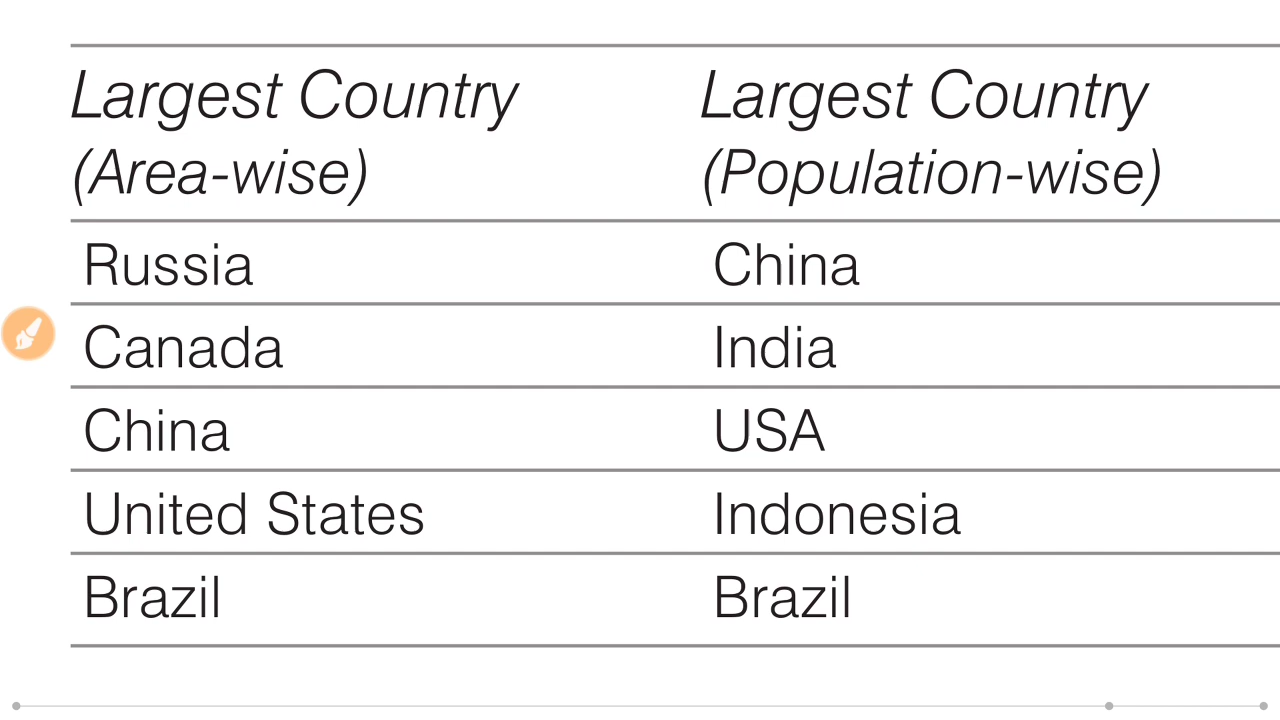 Largest Country Largest Country
(Area-wise) (Population-wise)
Russia China
Canada India
China USA
United States Indonesia
Brazil Brazil